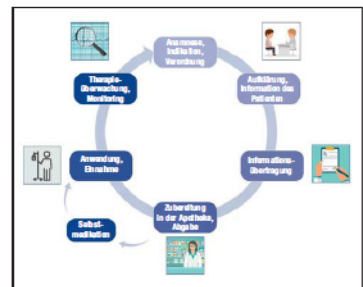 Anamnese,
Indikation,
Verordnung
Aufklärung,
Information des
Patienten
Informations-
übertragung
Zubereitung
in der Apotheke,
Abgabe
Selbst-
medikation
Anwendung,
Einnahme
Therapie-
überwachung,
Monitoring